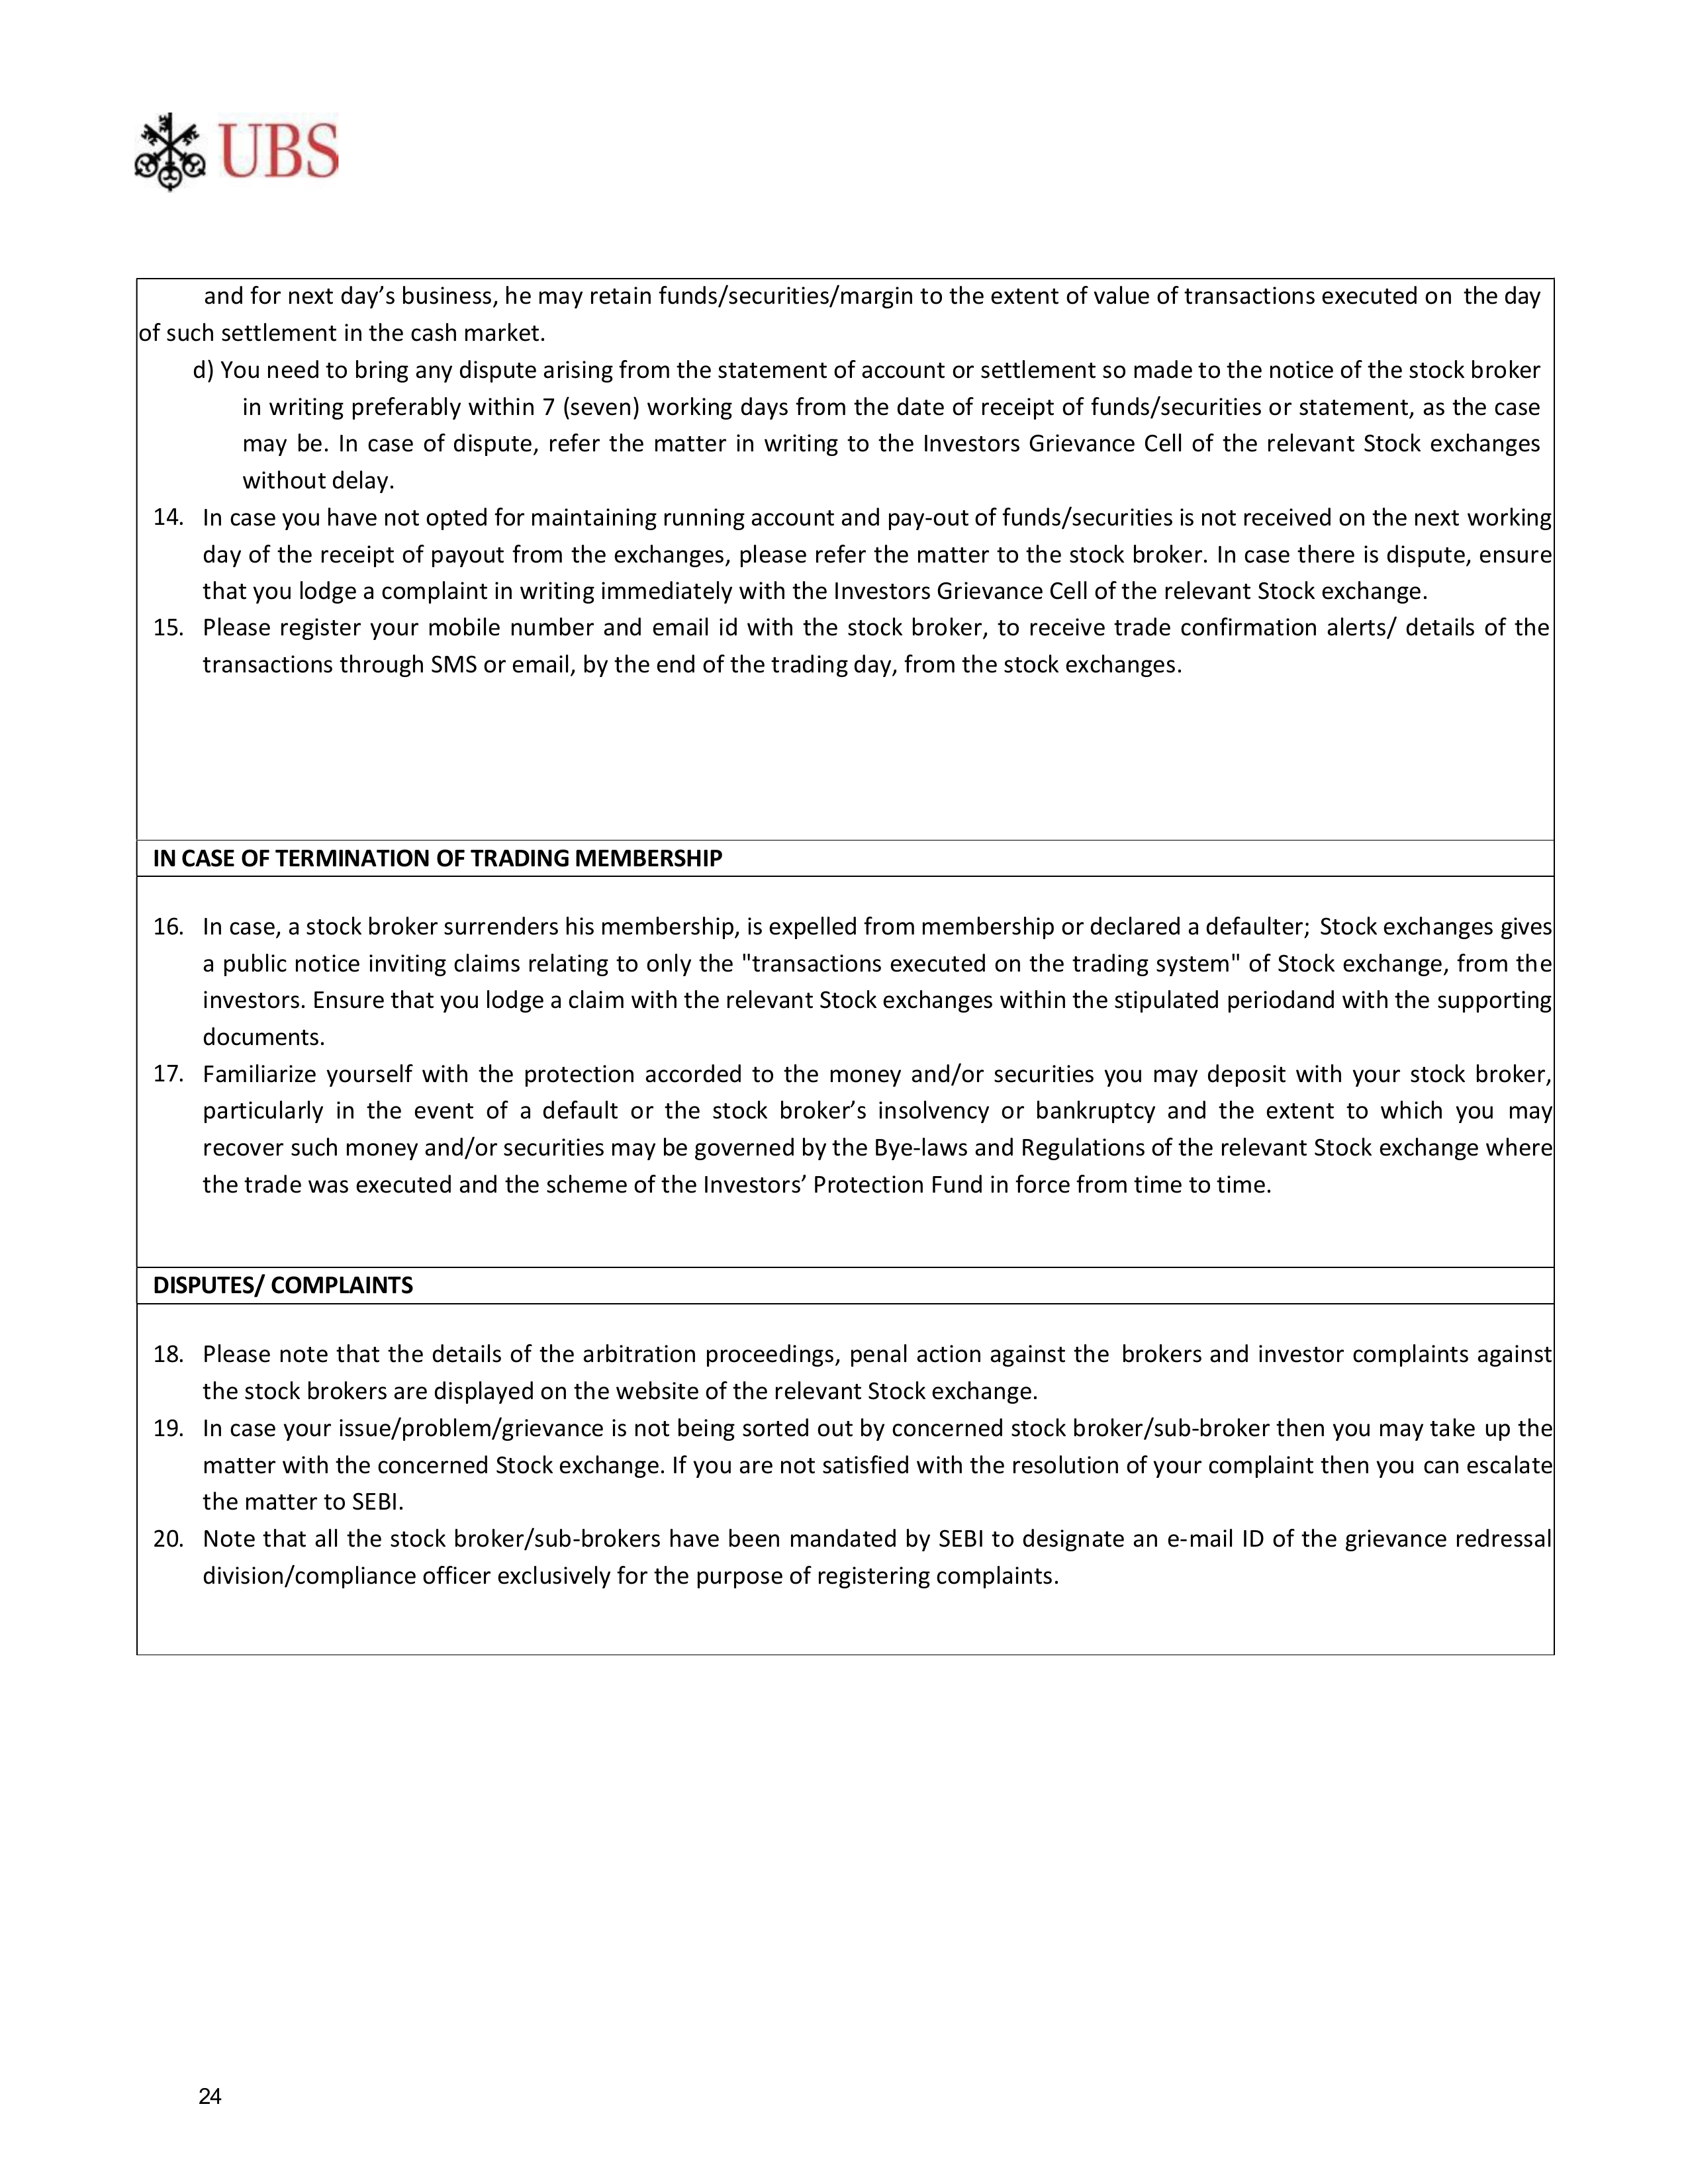 UBS
and for next day’s business, he may retain funds/securities/margin to the extent of value of transactions executed on the day
of such settlement in the cash market.
d) You need to bring any dispute arising from the statement of account or settlement so made to the notice of the stock broker
in writing preferably within 7 (seven) working days from the date of receipt of funds/securities or statement, as the case
may be. In case of dispute, refer the matter in writing to the Investors Grievance Cell of the relevant Stock exchanges
without delay.
14. In case you have not opted for maintaining running account and pay-out of funds/securities is not received on the next working
day of the receipt of payout from the exchanges, please refer the matter to the stock broker. In case there is dispute, ensure
that you lodge a complaint in writing immediately with the Investors Grievance Cell of the relevant Stock exchange.
15. Please register your mobile number and email id with the stock broker, to receive trade confirmation alerts/ details of the
transactions through SMS or email, by the end of the trading day, from the stock exchanges.
IN CASE OF TERMINATION OF TRADING MEMBERSHIP
16. In case, a stock broker surrenders his membership, is expelled from membership or declared a defaulter; Stock exchanges gives
a public notice inviting claims relating to only the "transactions executed on the trading system" of Stock exchange, from the
investors. Ensure that you lodge a claim with the relevant Stock exchanges within the stipulated periodand with the supporting
documents.
17. Familiarize yourself with the protection accorded to the money and/or securities you may deposit with your stock broker,
particularly in the event of a default or the stock broker’s insolvency or bankruptcy and the extent to which you may
recover such money and/or securities may be governed by the Bye-laws and Regulations of the relevant Stock exchange where
the trade was executed and the scheme of the Investors’ Protection Fund in force from time to time.
DISPUTES/ COMPLAINTS
18. Please note that the details of the arbitration proceedings, penal action against the brokers and investor complaints against
the stock brokers are displayed on the website of the relevant Stock exchange.
19. In case your issue/problem/grievance is not being sorted out by concerned stock broker/sub-broker then you may take up the
matter with the concerned Stock exchange. If you are not satisfied with the resolution of your complaint then you can escalate
the matter to SEBI.
20. Note that all the stock broker/sub-brokers have been mandated by SEBI to designate an e-mail ID of the grievance redressal
division/compliance officer exclusively for the purpose of registering complaints.
24